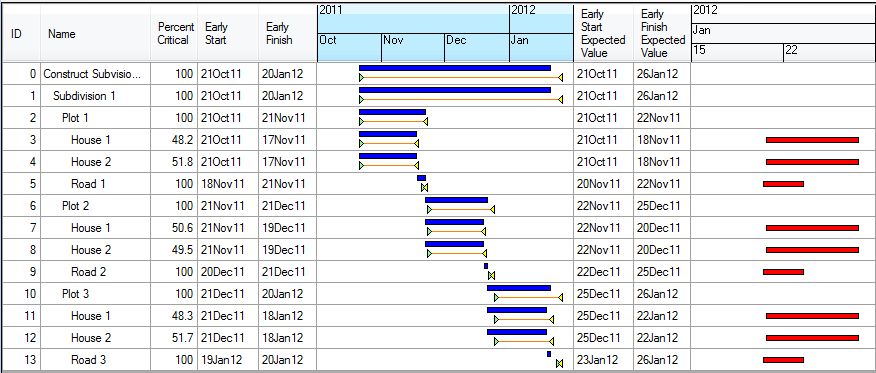 ID Name Percent Critical Early Start Early Finish 2011 2012 Early Start Expected Value Early Finish Expected Value 2012
Oct Nov Dec Jan Jan
15 22
0 Construct Subvisio... 100 21Oct11 20Jan12 21Oct11 26Jan12
1 Subdivision 1 100 21Oct11 20Jan12 21Oct11 26Jan12
2 Plot 1 100 21Oct11 21Nov11 21Oct11 22Nov11
3 House 1 48.2 21Oct11 17Nov11 21Oct11 18Nov11
4 House 2 51.8 21Oct11 17Nov11 21Oct11 18Nov11
5 Road 1 100 18Nov11 21Nov11 20Nov11 22Nov11
6 Plot 2 100 21Nov11 21Dec11 22Nov11 25Dec11
7 House 1 50.6 21Nov11 19Dec11 22Nov11 20Dec11
8 House 2 49.5 21Nov11 19Dec11 22Nov11 20Dec11
9 Road 2 100 20Dec11 21Dec11 22Dec11 25Dec11
10 Plot 3 100 21Dec11 20Jan12 25Dec11 26Jan12
11 House 1 48.3 21Dec11 18Jan12 25Dec11 22Jan12
12 House 2 51.7 21Dec11 18Jan12 25Dec11 22Jan12
13 Road 3 100 19Jan12 20Jan12 23Jan12 26Jan12